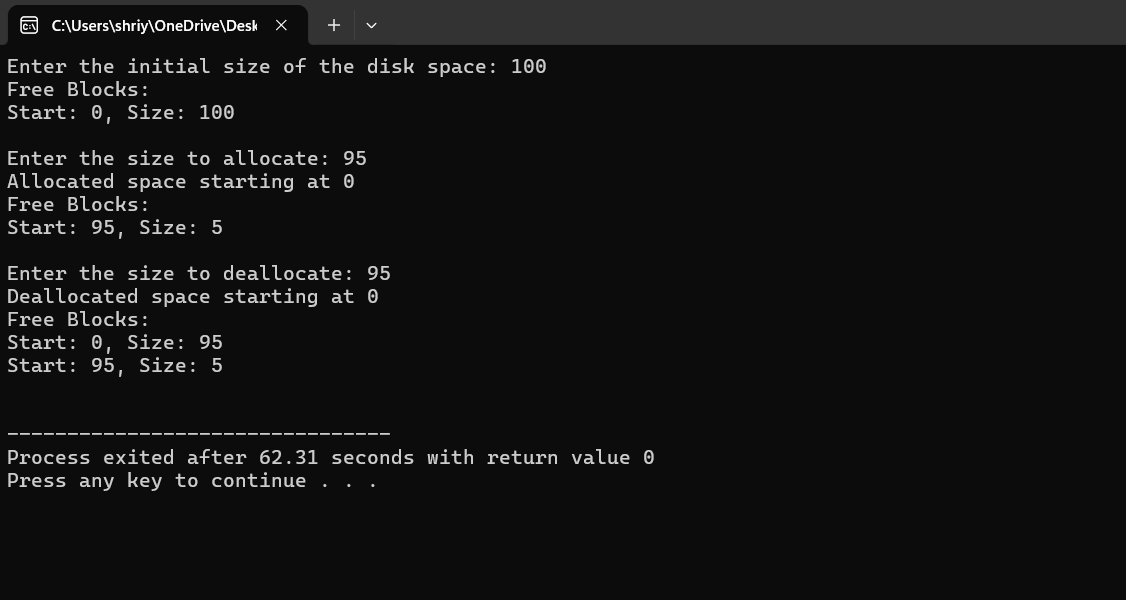 C:\Users\shriy\OneDrive\Desk
Enter the initial size of the disk space: 100
Free Blocks:
Start: 0, Size: 100
Enter the size to allocate: 95
Allocated space starting at 0
Free Blocks:
Start: 95, Size: 5
Enter the size to deallocate: 95
Deallocated space starting at 0
Free Blocks:
Start: 0, Size: 95
Start: 95, Size: 5
--------------------------------
Process exited after 62.31 seconds with return value 0
Press any key to continue . . .